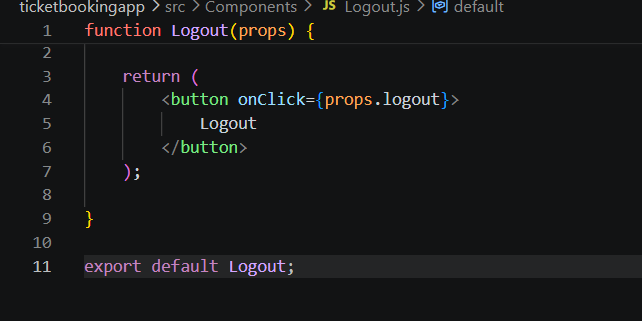 ticketbookingapp > src > Components > JS Logout.js > default
1 function Logout(props) {
2
3 return (
4 <button onClick={props.logout}>
5 Logout
6 </button>
7 );
8
9 }
10
11 export default Logout;